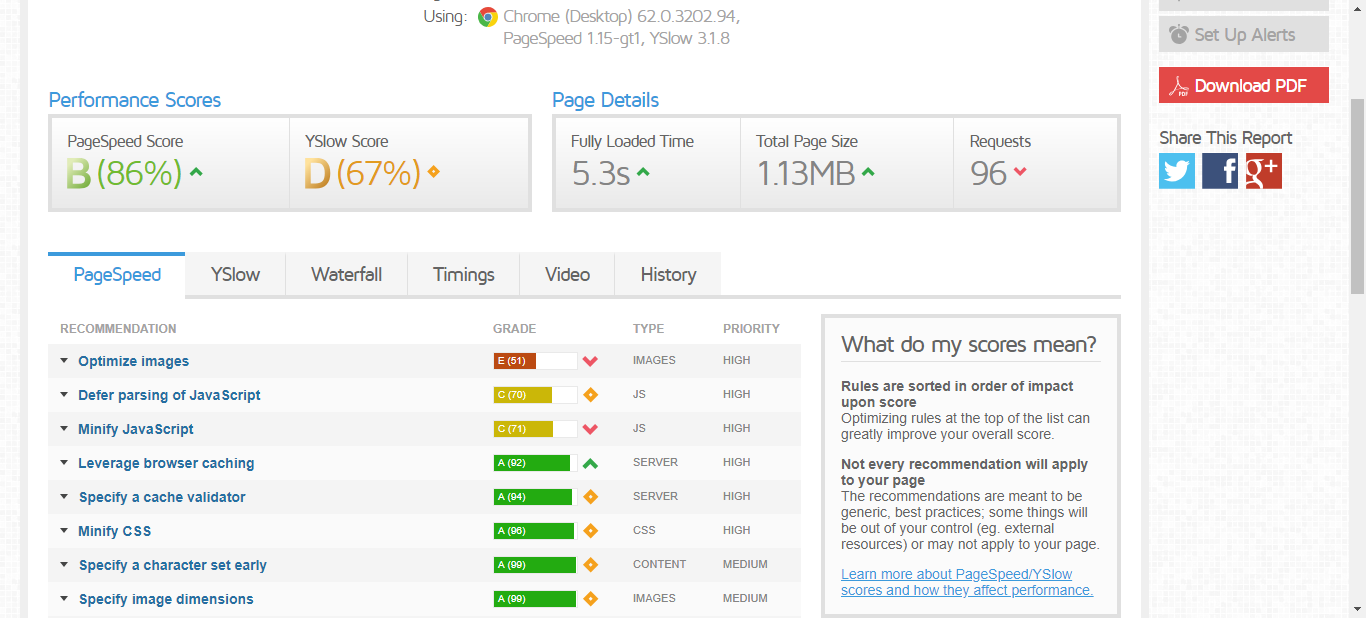 Using: Chrome (Desktop) 62.0.3202.94,
PageSpeed 1.15-gt1, YSlow 3.1.8
Set Up Alerts
Download PDF
PDF
Share This Report
f
g+
Performance Scores
PageSpeed Score
B (86%)
YSlow Score
D (67%)
Page Details
Fully Loaded Time
5.3s
Total Page Size
1.13MB
Requests
96
PageSpeed YSlow Waterfall Timings Video History
RECOMMENDATION GRADE TYPE PRIORITY
Optimize images E (51) IMAGES HIGH
Defer parsing of JavaScript C (70) JS HIGH
Minify JavaScript C (71) JS HIGH
Leverage browser caching A (92) SERVER HIGH
Specify a cache validator A (94) SERVER HIGH
Minify CSS A (96) CSS HIGH
Specify a character set early A (99) CONTENT MEDIUM
Specify image dimensions A (99) IMAGES MEDIUM
What do my scores mean?
Rules are sorted in order of impact
upon score
Optimizing rules at the top of the list can
greatly improve your overall score.
Not every recommendation will apply
to your page
The recommendations are meant to be
generic, best practices; some things will
be out of your control (eg. external
resources) or may not apply to your page.
Learn more about PageSpeed/YSlow
scores and how they affect performance.